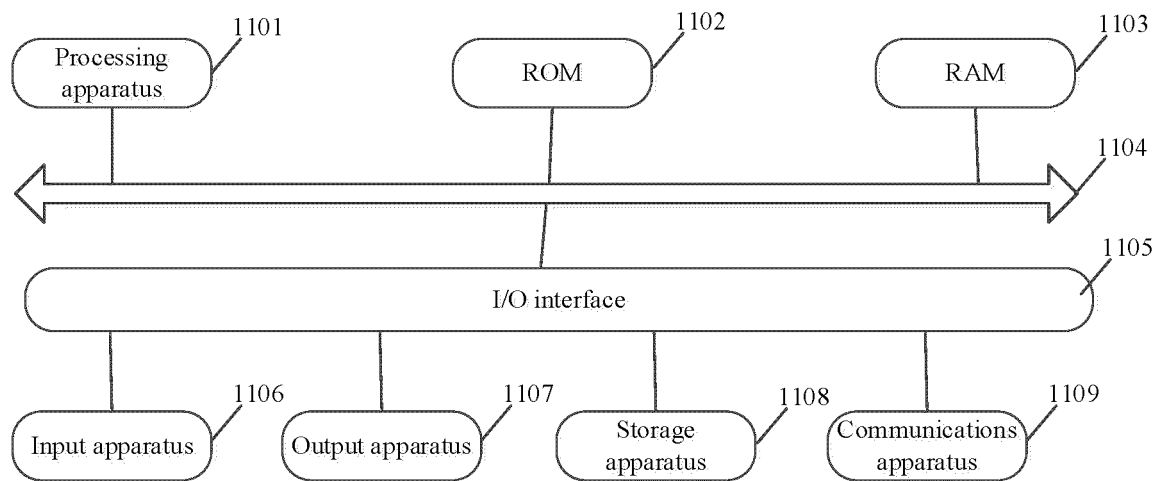 1101
1102
1103
Processing
apparatus
ROM
RAM
1104
1105
I/O interface
1106
1107
1108
1109
Input apparatus
Output apparatus
Storage
apparatus
Communications
apparatus